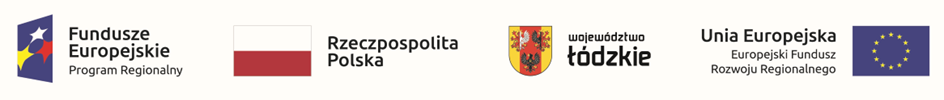 Fundusze
Europejskie
Program Regionalny
Rzeczpospolita
Polska
województwo
łódzkie
Unia Europejska
Europejski Fundusz
Rozwoju Regionalnego